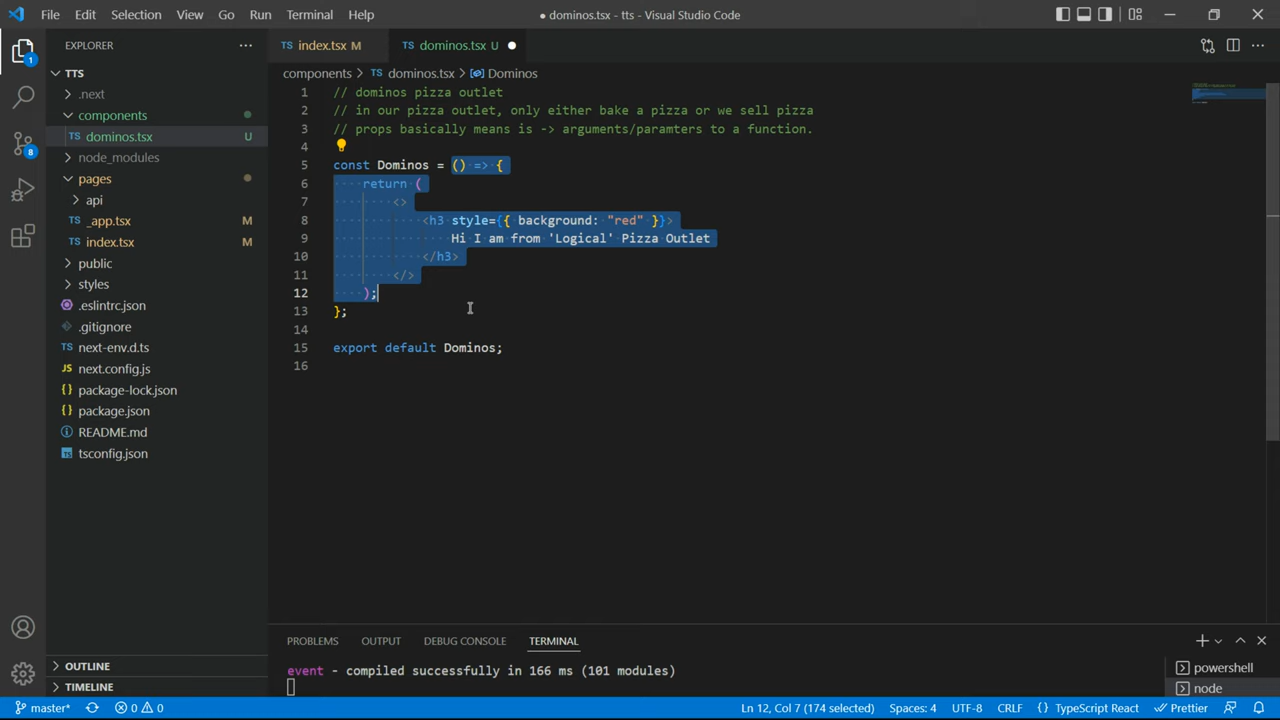 File Edit Selection View Go Run Terminal Help ● dominos.tsx - tts - Visual Studio Code
EXPLORER ... TS index.tsx M TS dominos.tsx U ●
TTS components > TS dominos.tsx > Dominos
.next
components
dominos.tsx U
node_modules
pages
api
_app.tsx M
index.tsx M
public
styles
.eslintrc.json
.gitignore
next-env.d.ts
next.config.js
package-lock.json
package.json
README.md
tsconfig.json
OUTLINE
TIMELINE
1 // dominos pizza outlet
2 // in our pizza outlet, only either bake a pizza or we sell pizza
3 // props basically means is -> arguments/paramters to a function.
4
5 const Dominos = () => {
6 return (
7 <>
8 <h3 style={{ background: "red" }}>
9 Hi I am from 'Logical' Pizza Outlet
10 </h3>
11 </>
12 );
13 };
14
15 export default Dominos;
16
PROBLEMS OUTPUT DEBUG CONSOLE TERMINAL
event - compiled successfully in 166 ms (101 modules)
powershell
node
1
8
master* 0 0 Ln 12, Col 7 (174 selected) Spaces: 4 UTF-8 CRLF {} TypeScript React Prettier